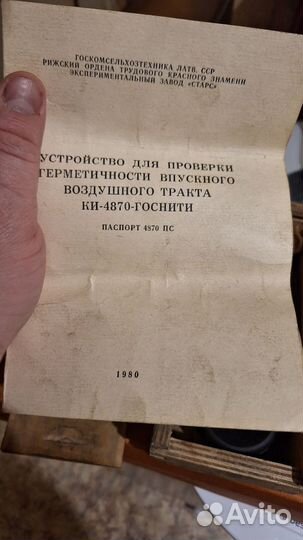 ГОСКОМСЕЛЬХОЗТЕХНИКА ЛАТВ. ССР
РИЖСКИЙ ОРДЕНА ТРУДОВОГО КРАСНОГО ЗНАМЕНИ
ЭКСПЕРИМЕНТАЛЬНЫЙ ЗАВОД «СТАРС»
УСТРОЙСТВО ДЛЯ ПРОВЕРКИ
ГЕРМЕТИЧНОСТИ ВПУСКНОГО
ВОЗДУШНОГО ТРАКТА
КИ-4870-ГОСНИТИ
ПАСПОРТ 4870 ПС
1980
Avito